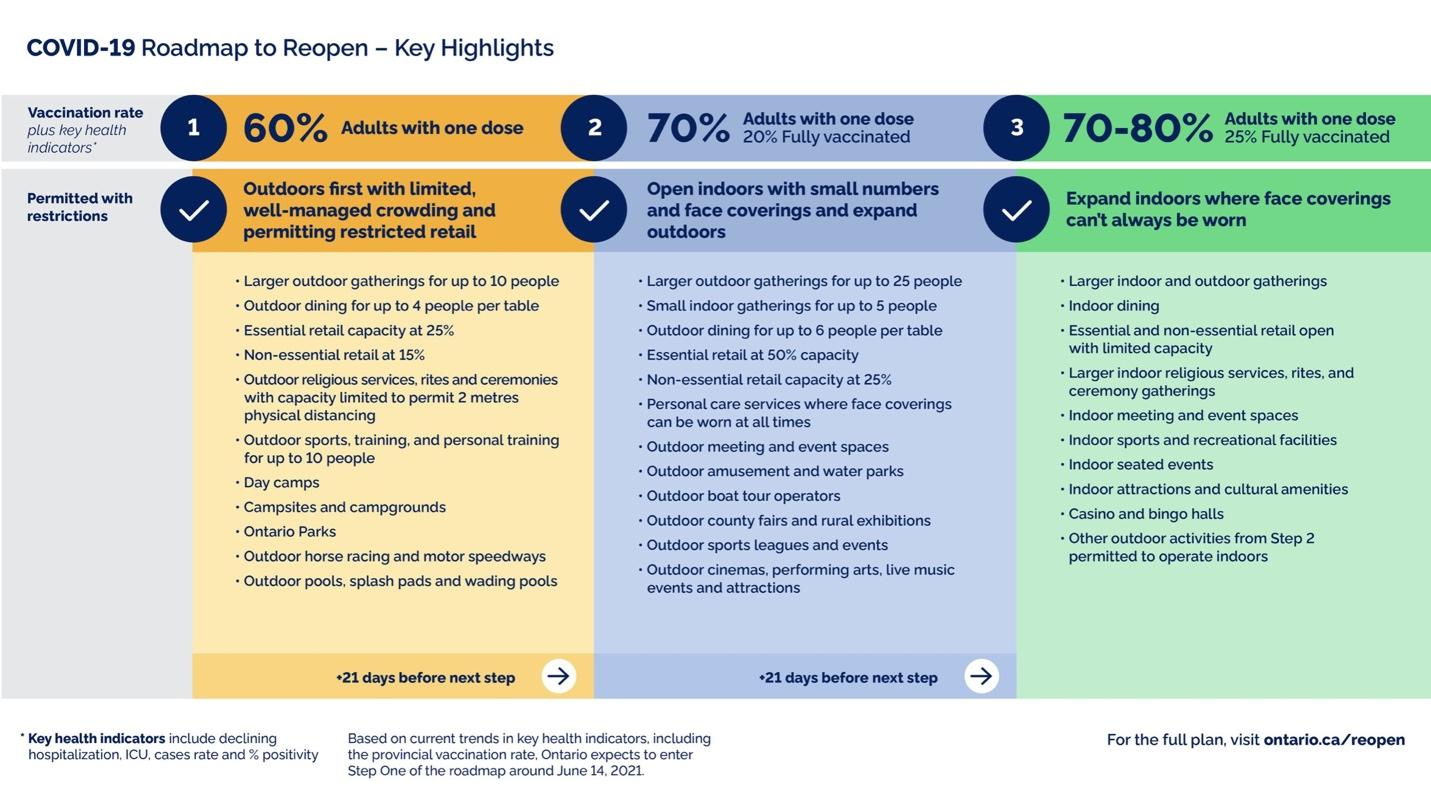 COVID-19 Roadmap to Reopen – Key Highlights
Vaccination rate
plus key health
indicators*
1
60% Adults with one dose
2
70% Adults with one dose
20% Fully vaccinated
3
70-80% Adults with one dose
25% Fully vaccinated
Permitted with
restrictions
Outdoors first with limited,
well-managed crowding and
permitting restricted retail
• Larger outdoor gatherings for up to 10 people
• Outdoor dining for up to 4 people per table
• Essential retail capacity at 25%
• Non-essential retail at 15%
• Outdoor religious services, rites and ceremonies
with capacity limited to permit 2 metres
physical distancing
• Outdoor sports, training, and personal training
for up to 10 people
• Day camps
• Campsites and campgrounds
• Ontario Parks
• Outdoor horse racing and motor speedways
• Outdoor pools, splash pads and wading pools
+21 days before next step
Open indoors with small numbers
and face coverings and expand
outdoors
• Larger outdoor gatherings for up to 25 people
• Small indoor gatherings for up to 5 people
• Outdoor dining for up to 6 people per table
• Essential retail at 50% capacity
• Non-essential retail capacity at 25%
• Personal care services where face coverings
can be worn at all times
• Outdoor meeting and event spaces
• Outdoor amusement and water parks
• Outdoor boat tour operators
• Outdoor county fairs and rural exhibitions
• Outdoor sports leagues and events
• Outdoor cinemas, performing arts, live music
events and attractions
+21 days before next step
Expand indoors where face coverings
can't always be worn
• Larger indoor and outdoor gatherings
• Indoor dining
• Essential and non-essential retail open
with limited capacity
• Larger indoor religious services, rites, and
ceremony gatherings
• Indoor meeting and event spaces
• Indoor sports and recreational facilities
• Indoor seated events
• Indoor attractions and cultural amenities
• Casino and bingo halls
• Other outdoor activities from Step 2
permitted to operate indoors
* Key health indicators include declining
hospitalization, ICU, cases rate and % positivity
Based on current trends in key health indicators, including
the provincial vaccination rate, Ontario expects to enter
Step One of the roadmap around June 14, 2021.
For the full plan, visit ontario.ca/reopen